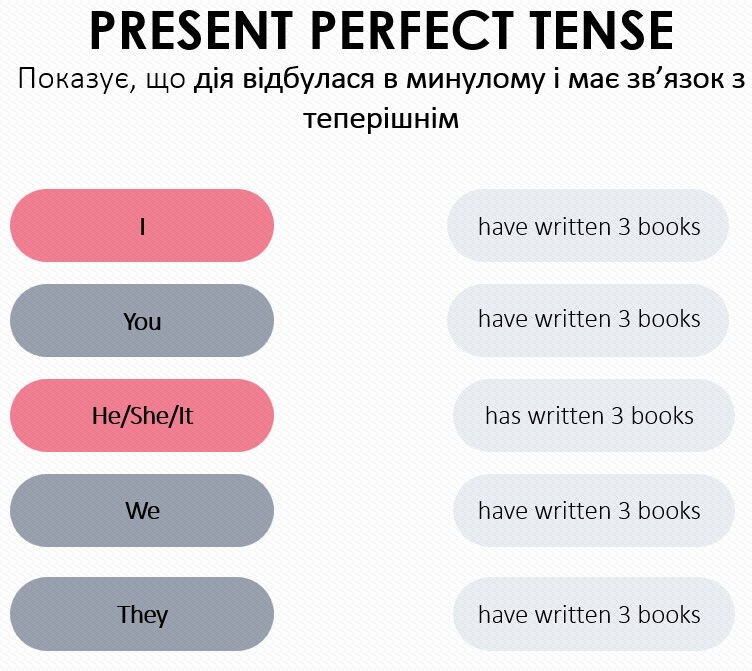 PRESENT PERFECT TENSE
Показує, що дія відбулася в минулому і має зв’язок з
теперішнім
I have written 3 books
You have written 3 books
He/She/It has written 3 books
We have written 3 books
They have written 3 books